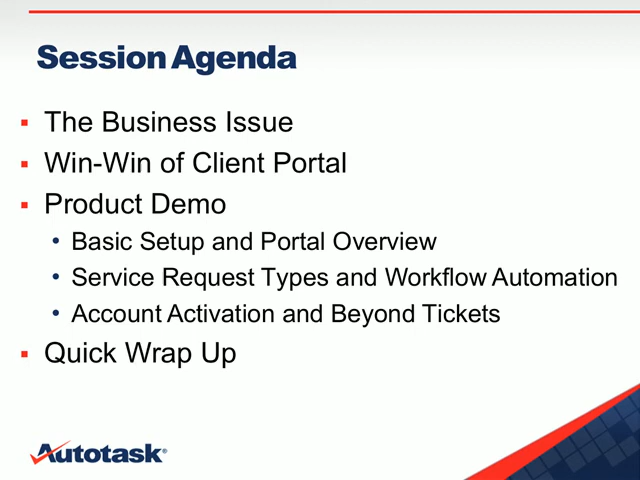 Session Agenda
▪ The Business Issue
▪ Win-Win of Client Portal
▪ Product Demo
• Basic Setup and Portal Overview
• Service Request Types and Workflow Automation
• Account Activation and Beyond Tickets
▪ Quick Wrap Up
Autotask®